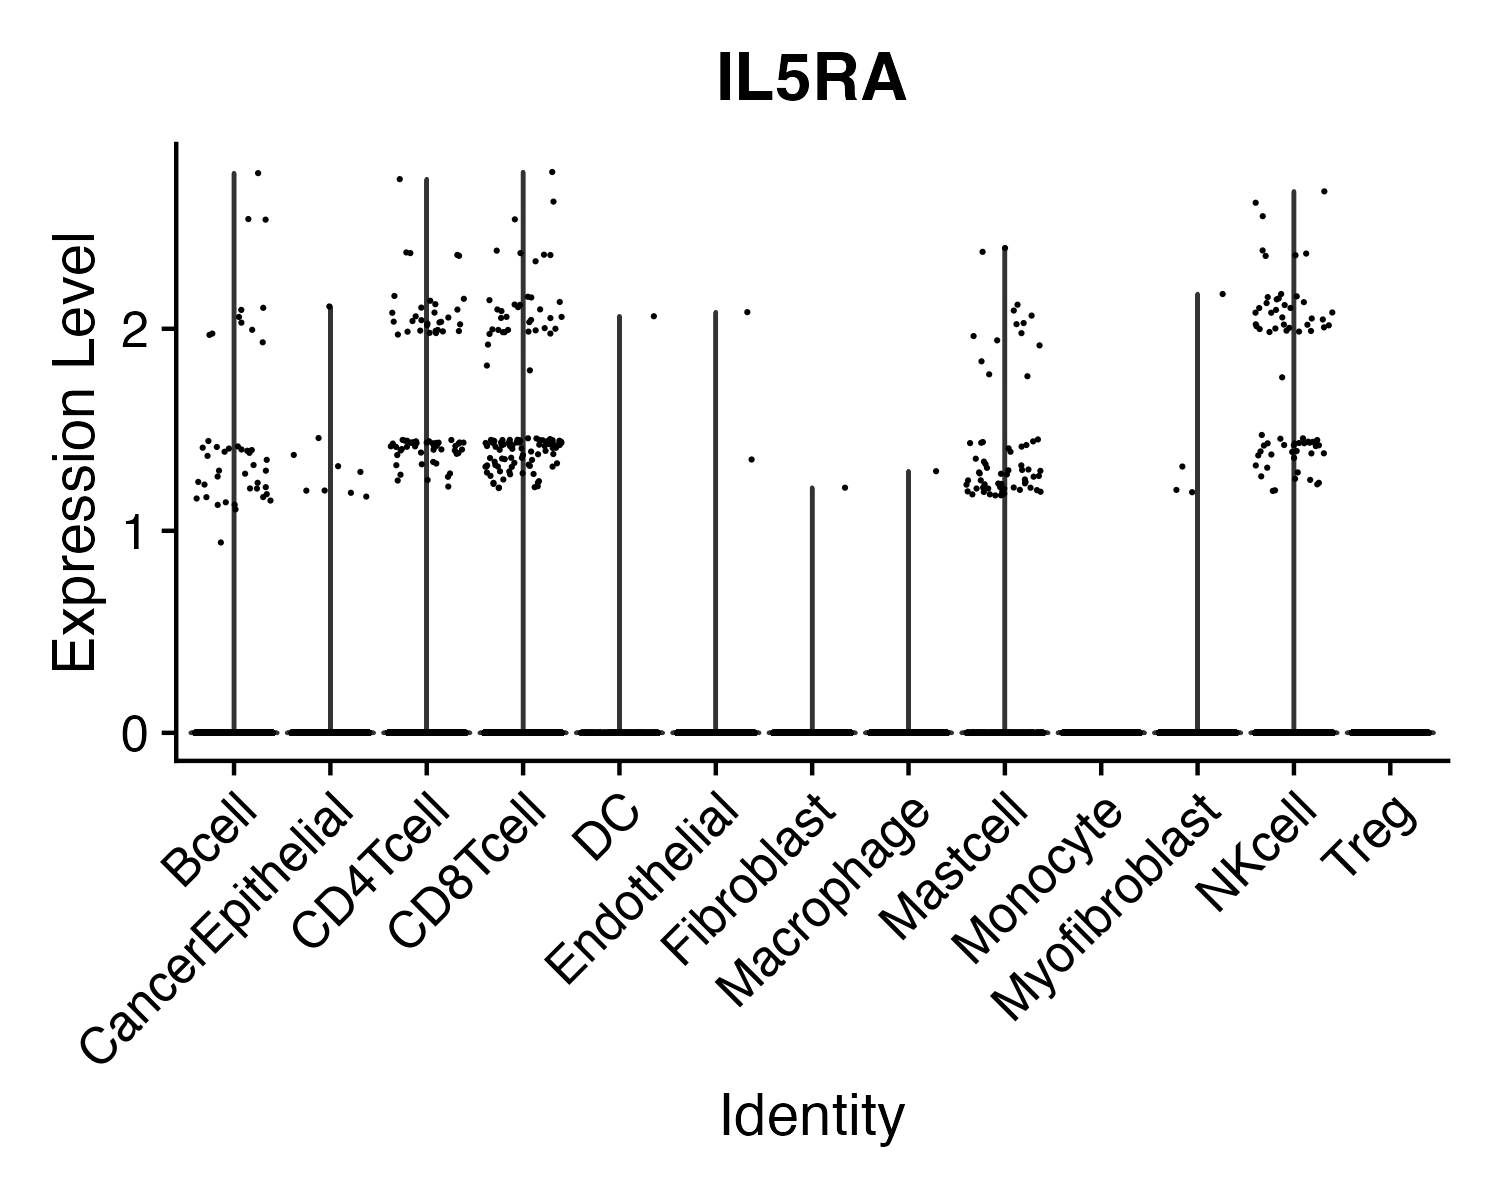 IL5RA
Expression Level
2
1
0
Bcell
CancerEpithelial
CD4Tcell
CD8Tcell
DC
Endothelial
Fibroblast
Macrophage
Mastcell
Monocyte
Myofibroblast
NKcell
Treg
Identity